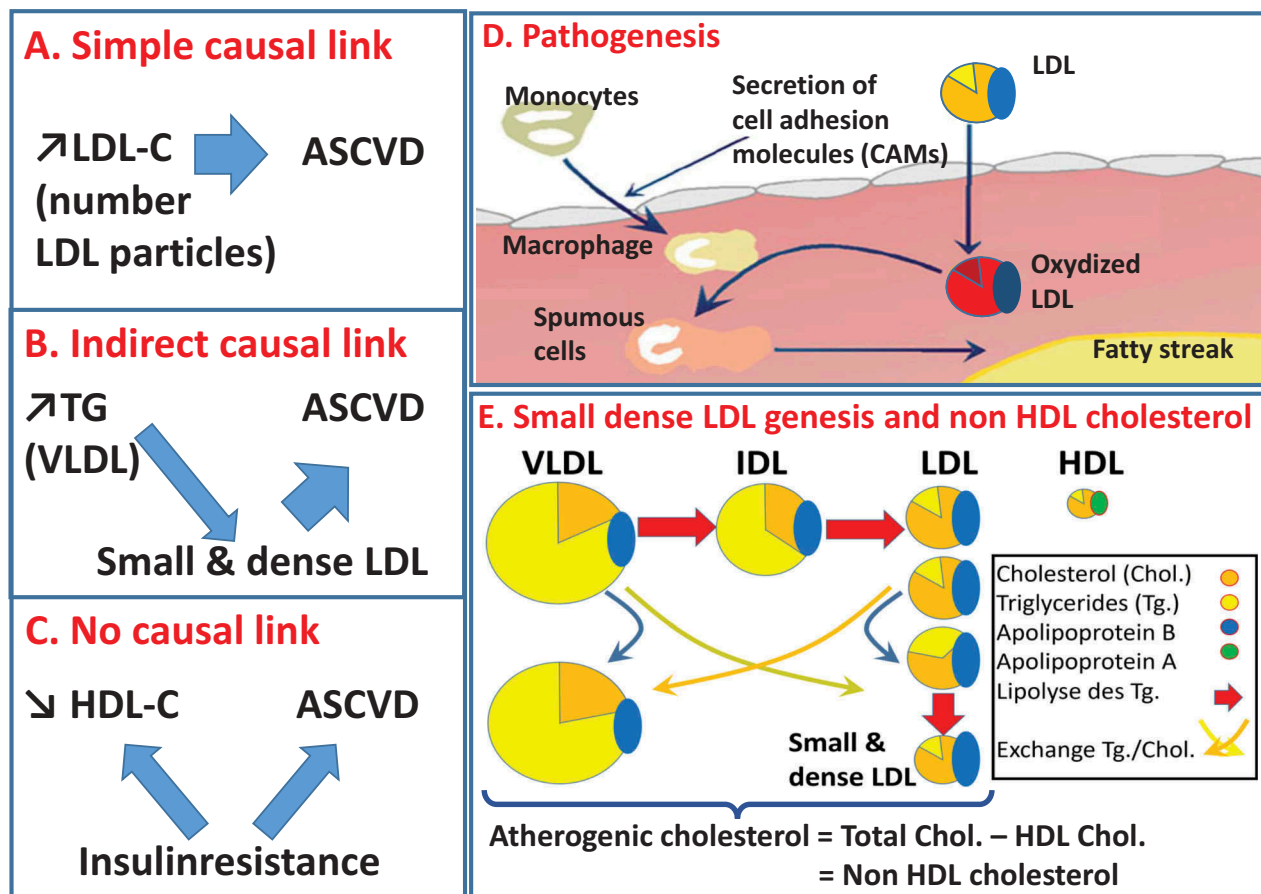 A. Simple causal link
↗LDL-C
(number
LDL particles)
ASCVD
B. Indirect causal link
↗TG
(VLDL)
ASCVD
Small & dense LDL
C. No causal link
↘ HDL-C
ASCVD
Insulinresistance
D. Pathogenesis
Monocytes
Secretion of
cell adhesion
molecules (CAMs)
LDL
Macrophage
Oxydized
LDL
Spumous
cells
Fatty streak
E. Small dense LDL genesis and non HDL cholesterol
VLDL
IDL
LDL
HDL
Cholesterol (Chol.)
Triglycerides (Tg.)
Apolipoprotein B
Apolipoprotein A
Lipolyse des Tg.
Exchange Tg./Chol.
Small &
dense LDL
Atherogenic cholesterol = Total Chol. – HDL Chol.
= Non HDL cholesterol